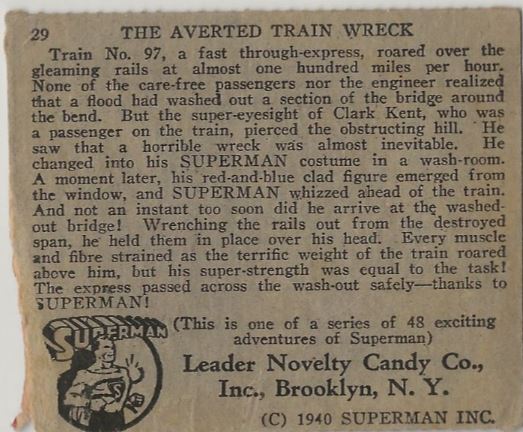 29 THE AVERTED TRAIN WRECK
Train No. 97, a fast through-express, roared over the
gleaming rails at almost one hundred miles per hour.
None of the care-free passengers nor the engineer realized
that a flood had washed out a section of the bridge around
the bend. But the super-eyesight of Clark Kent, who was
a passenger on the train, pierced the obstructing hill. He
saw that a horrible wreck was almost inevitable. He
changed into his SUPERMAN costume in a wash-room.
A moment later, his red-and-blue clad figure emerged from
the window, and SUPERMAN whizzed ahead of the train.
And not an instant too soon did he arrive at the washed-
out bridge! Wrenching the rails out from the destroyed
span, he held them in place over his head. Every muscle
and fibre strained as the terrific weight of the train roared
above him, but his super-strength was equal to the task!
The express passed across the wash-out safely—thanks to
SUPERMAN!
SUPERMAN
(This is one of a series of 48 exciting
adventures of Superman)
Leader Novelty Candy Co.,
Inc., Brooklyn, N. Y.
(C) 1940 SUPERMAN INC.